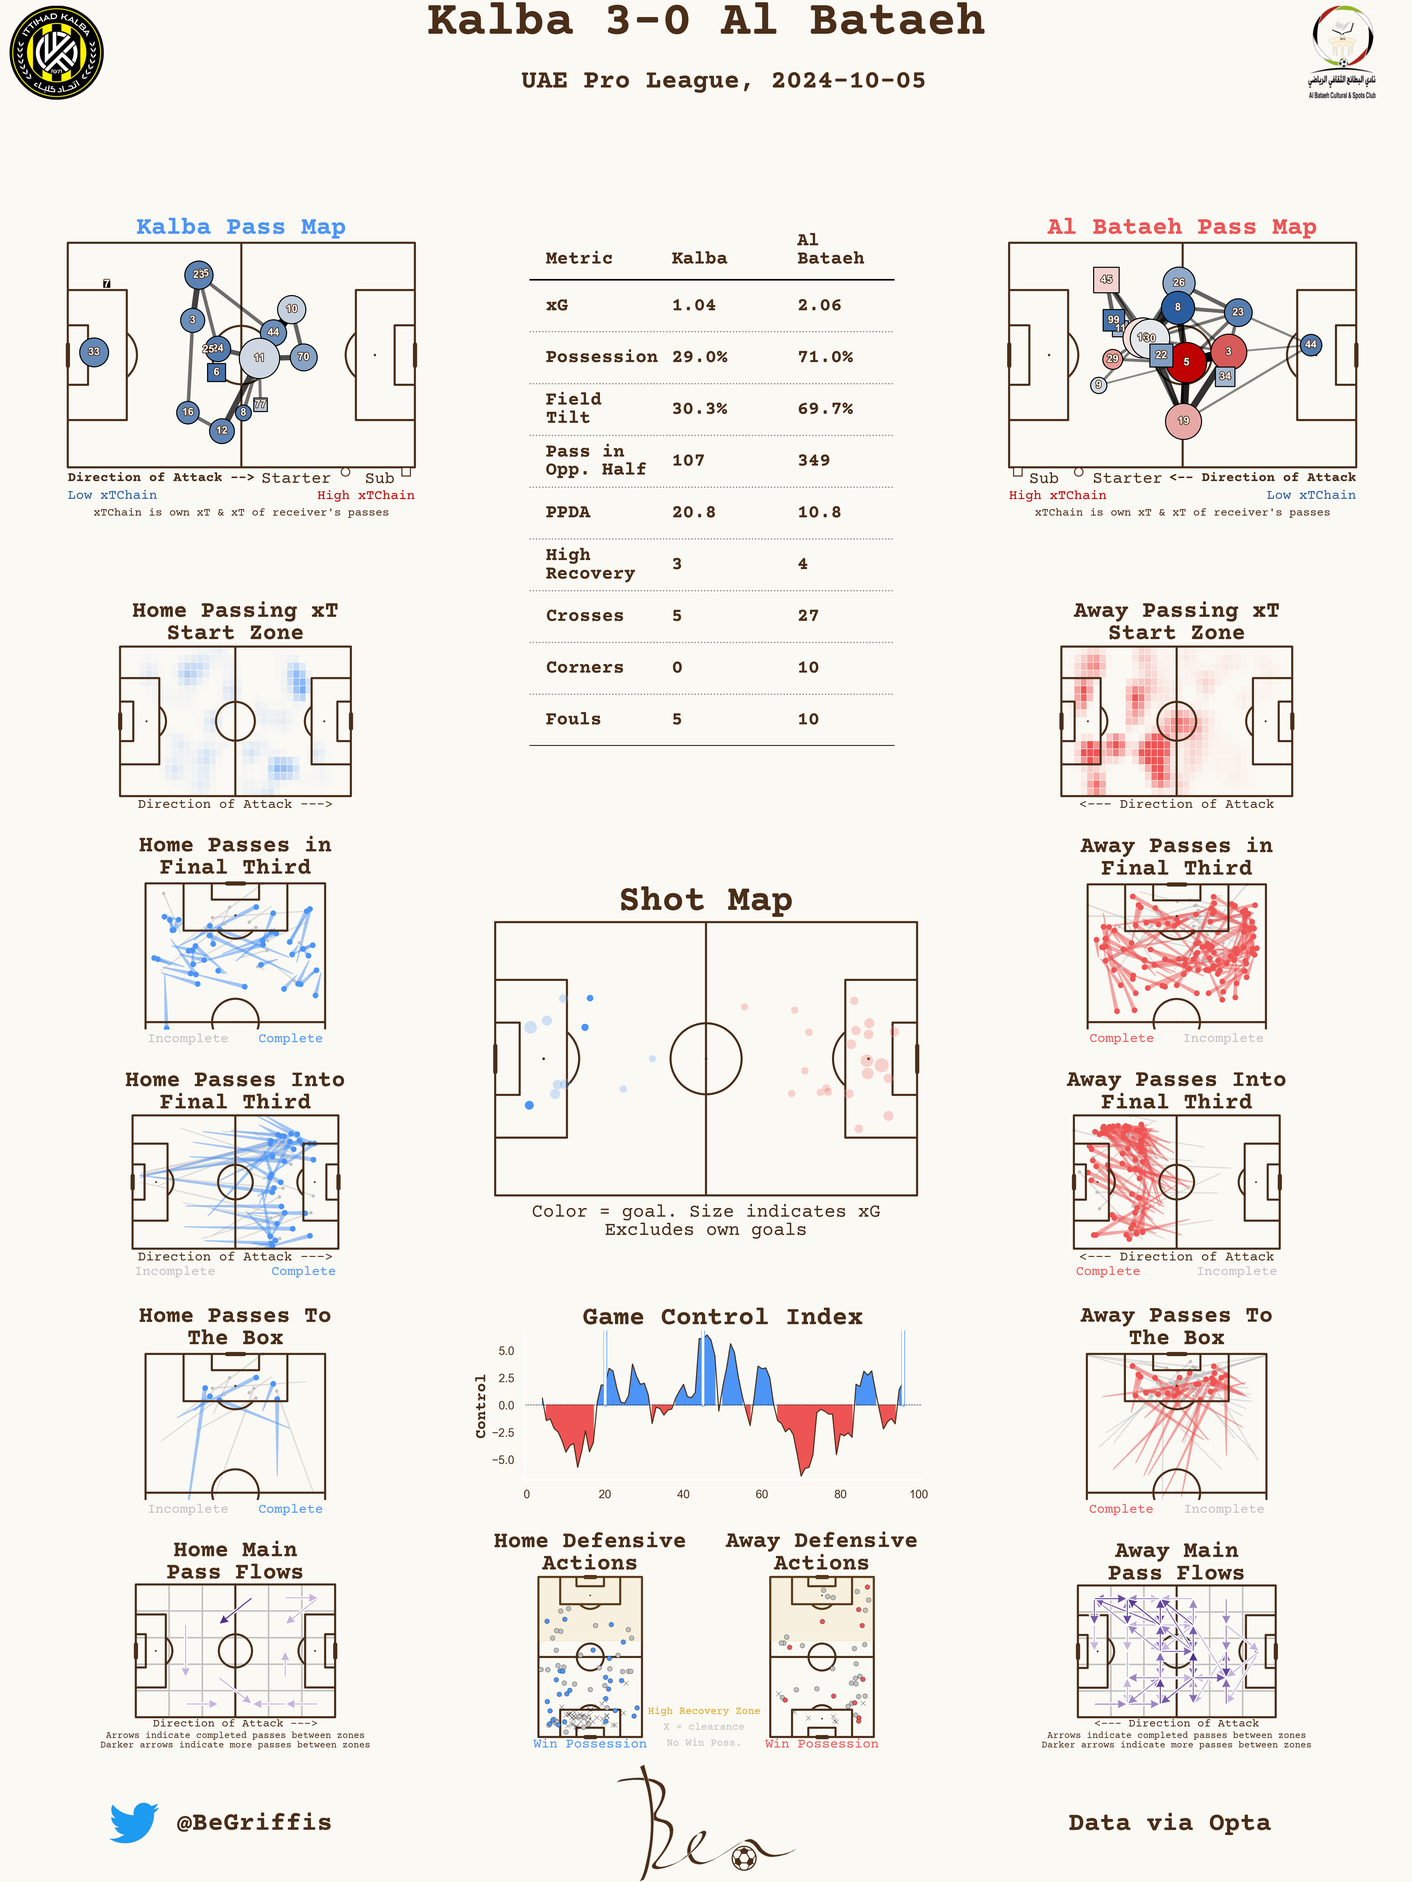 Kalba 3-0 Al Bataeh
UAE Pro League, 2024-10-05
ITTIHAD KALBA
1971
اتحاد كلباء
نادي البطائح الثقافي الرياضي
Al Bataeh Cultural & Spots Club
Kalba Pass Map
7
23
5
3
10
44
33
24
11
70
6
77
16
8
12
Direction of Attack --> Starter Sub
Low xTChain High xTChain
xTChain is own xT & xT of receiver's passes
Metric Kalba Al Bataeh
xG 1.04 2.06
Possession 29.0% 71.0%
Field Tilt 30.3% 69.7%
Pass in Opp. Half 107 349
PPDA 20.8 10.8
High Recovery 3 4
Crosses 5 27
Corners 0 10
Fouls 5 10
Al Bataeh Pass Map
45
26
8
23
99
30
44
22
3
29
5
34
9
19
Sub Starter <-- Direction of Attack
High xTChain Low xTChain
xTChain is own xT & xT of receiver's passes
Home Passing xT
Start Zone
Direction of Attack --->
Away Passing xT
Start Zone
<--- Direction of Attack
Home Passes in
Final Third
Incomplete Complete
Away Passes in
Final Third
Complete Incomplete
Shot Map
Color = goal. Size indicates xG
Excludes own goals
Home Passes Into
Final Third
Direction of Attack --->
Incomplete Complete
Away Passes Into
Final Third
<--- Direction of Attack
Complete Incomplete
Home Passes To
The Box
Incomplete Complete
Game Control Index
Control
5.0
2.5
0.0
−2.5
−5.0
0 20 40 60 80 100
Away Passes To
The Box
Complete Incomplete
Home Main
Pass Flows
Direction of Attack --->
Arrows indicate completed passes between zones
Darker arrows indicate more passes between zones
Home Defensive
Actions
Win Possession
Away Defensive
Actions
Win Possession
High Recovery Zone
X = clearance
No Win Poss.
Away Main
Pass Flows
<--- Direction of Attack
Arrows indicate completed passes between zones
Darker arrows indicate more passes between zones
@BeGriffis
Ben
Data via Opta